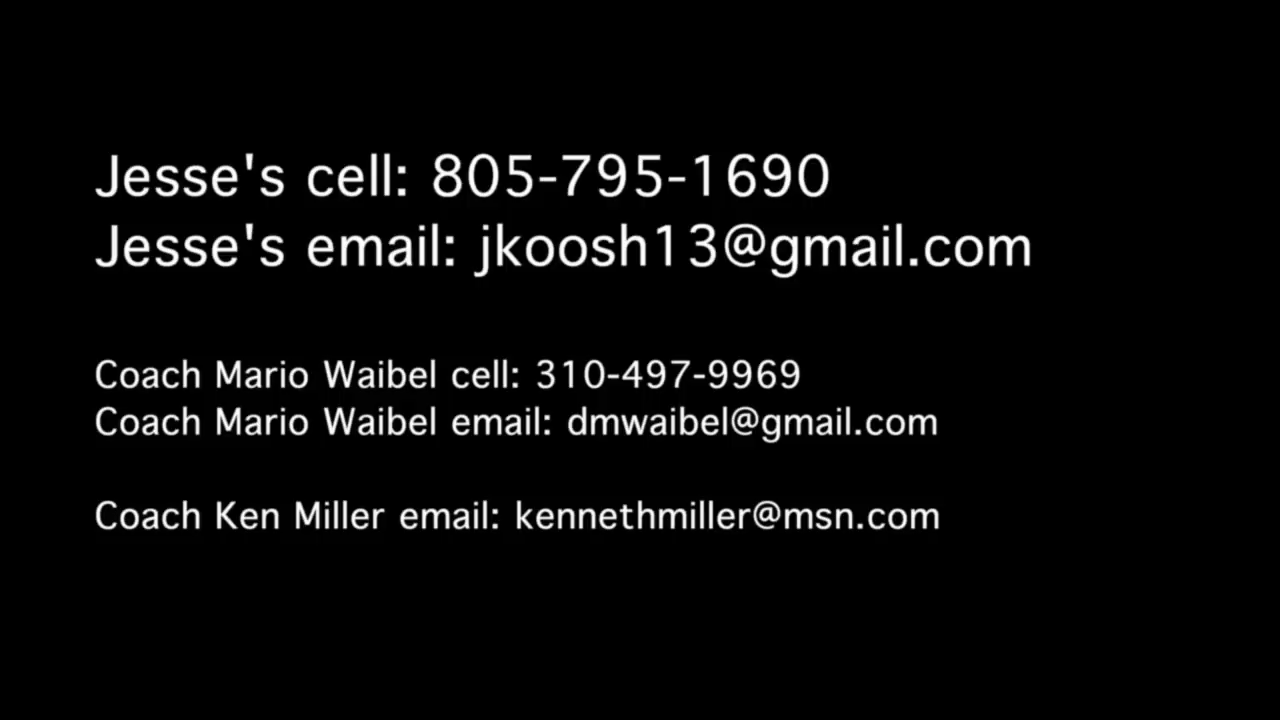 Jesse's cell: 805-795-1690
Jesse's email: jkoosh13@gmail.com
Coach Mario Waibel cell: 310-497-9969
Coach Mario Waibel email: dmwaibel@gmail.com
Coach Ken Miller email: kennethmiller@msn.com